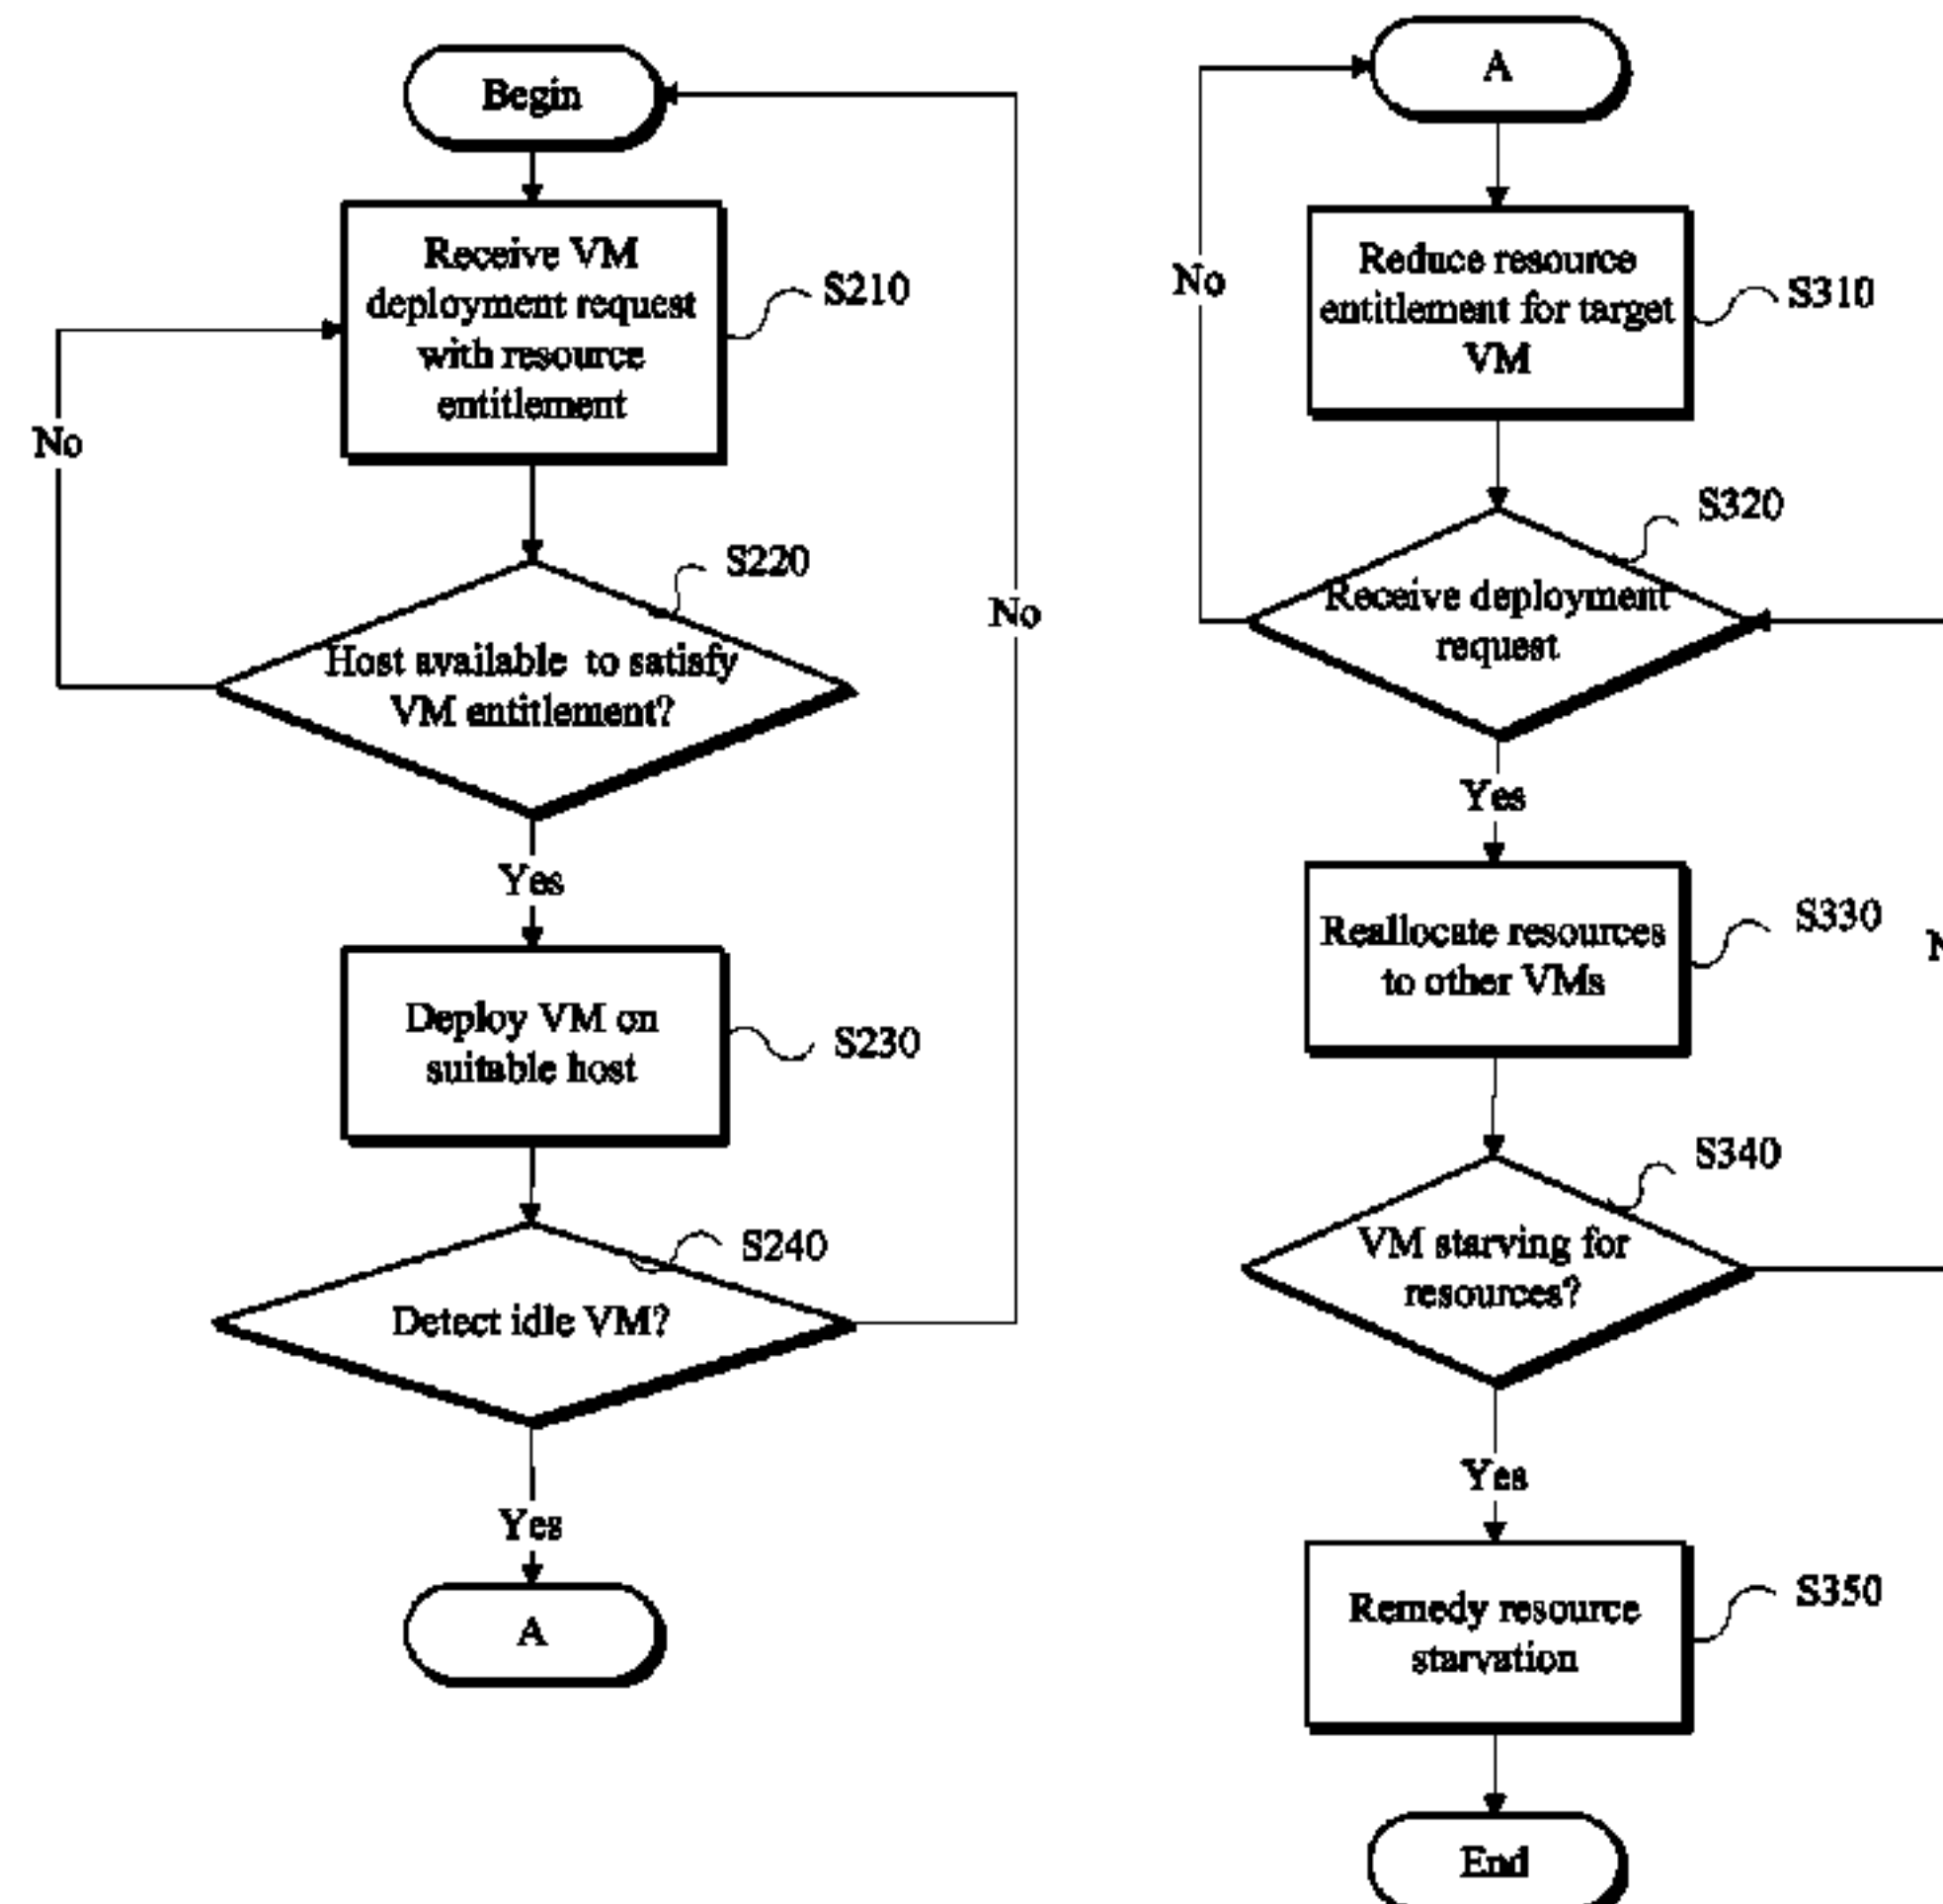 Begin
Receive VM
deployment request
with resource
entitlement
S210
No
S220
Host available to satisfy
VM entitlement?
No
Yes
Deploy VM on
suitable host
S230
S240
Detect idle VM?
Yes
A
A
Reduce resource
entitlement for target
VM
S310
No
S320
Receive deployment
request
Yes
Reallocate resources
to other VMs
S330
S340
VM starving for
resources?
Yes
Remedy resource
starvation
S350
End